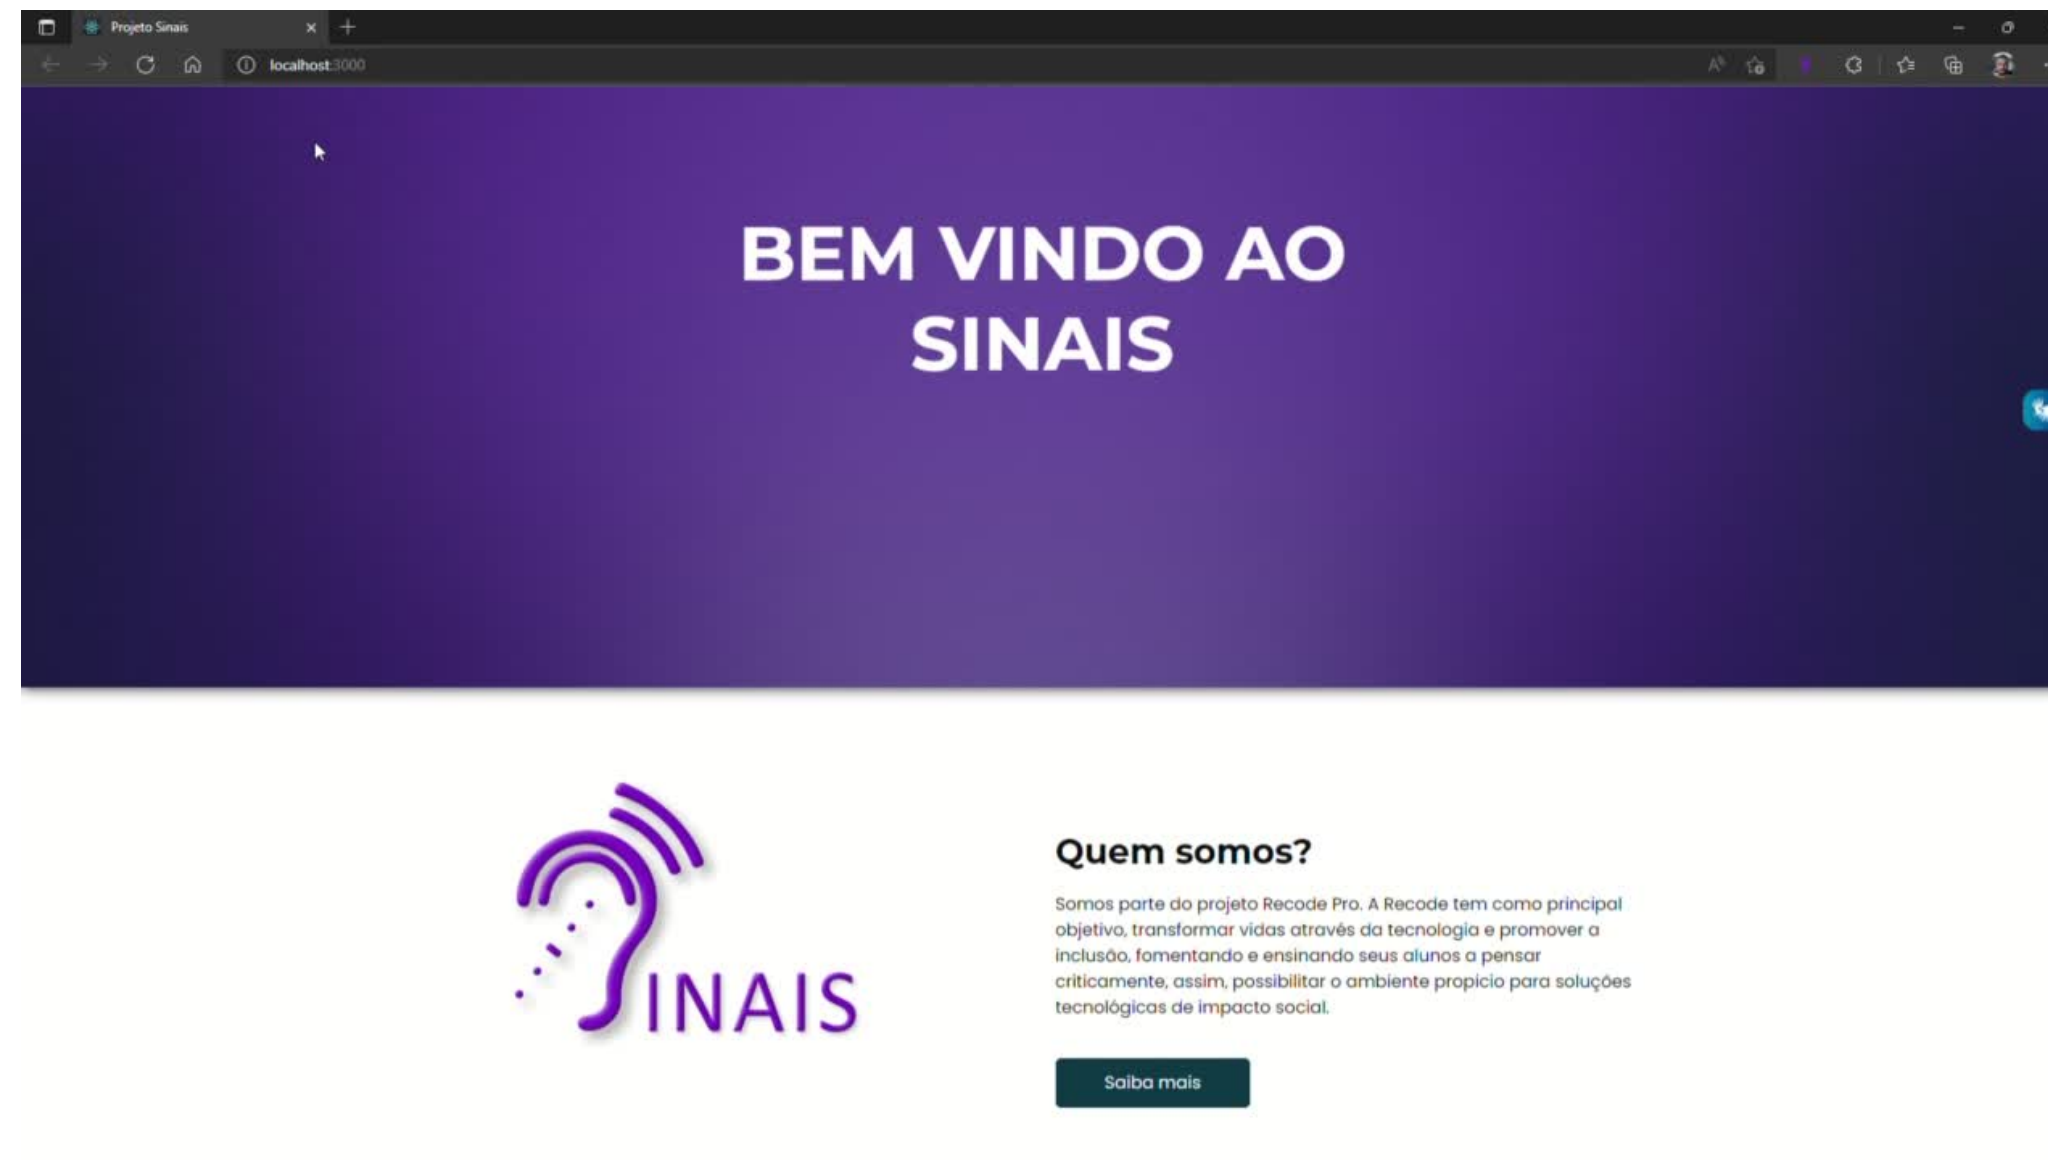 Projeto Sinais
localhost:3000
BEM VINDO AO
SINAIS
INAIS
Quem somos?
Somos parte do projeto Recode Pro. A Recode tem como principal
objetivo, transformar vidas através da tecnologia e promover a
inclusão, fomentando e ensinando seus alunos a pensar
criticamente, assim, possibilitar o ambiente propício para soluções
tecnológicas de impacto social.
Saiba mais